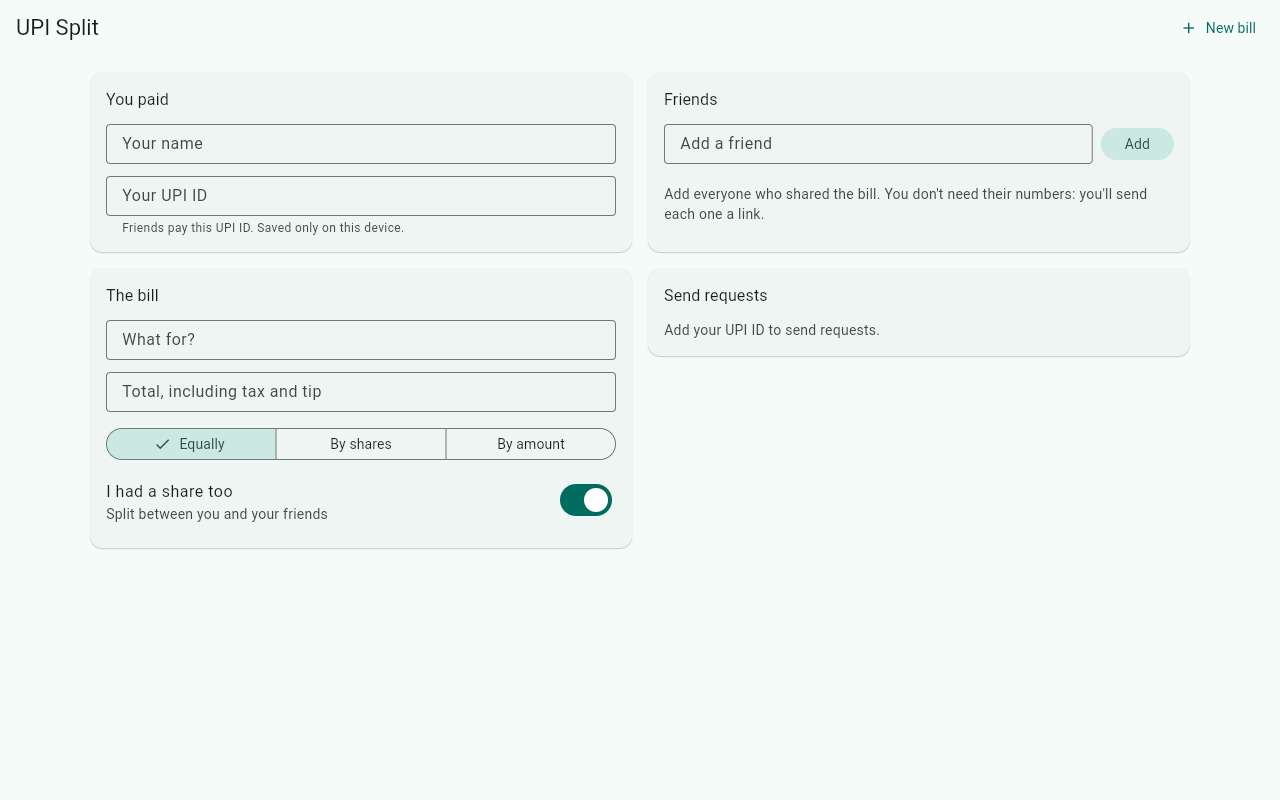 UPI Split
New bill
You paid
Your name
Your UPI ID
Friends pay this UPI ID. Saved only on this device.
Friends
Add a friend
Add
Add everyone who shared the bill. You don't need their numbers: you'll send
each one a link.
The bill
What for?
Total, including tax and tip
Equally
By shares
By amount
I had a share too
Split between you and your friends
Send requests
Add your UPI ID to send requests.